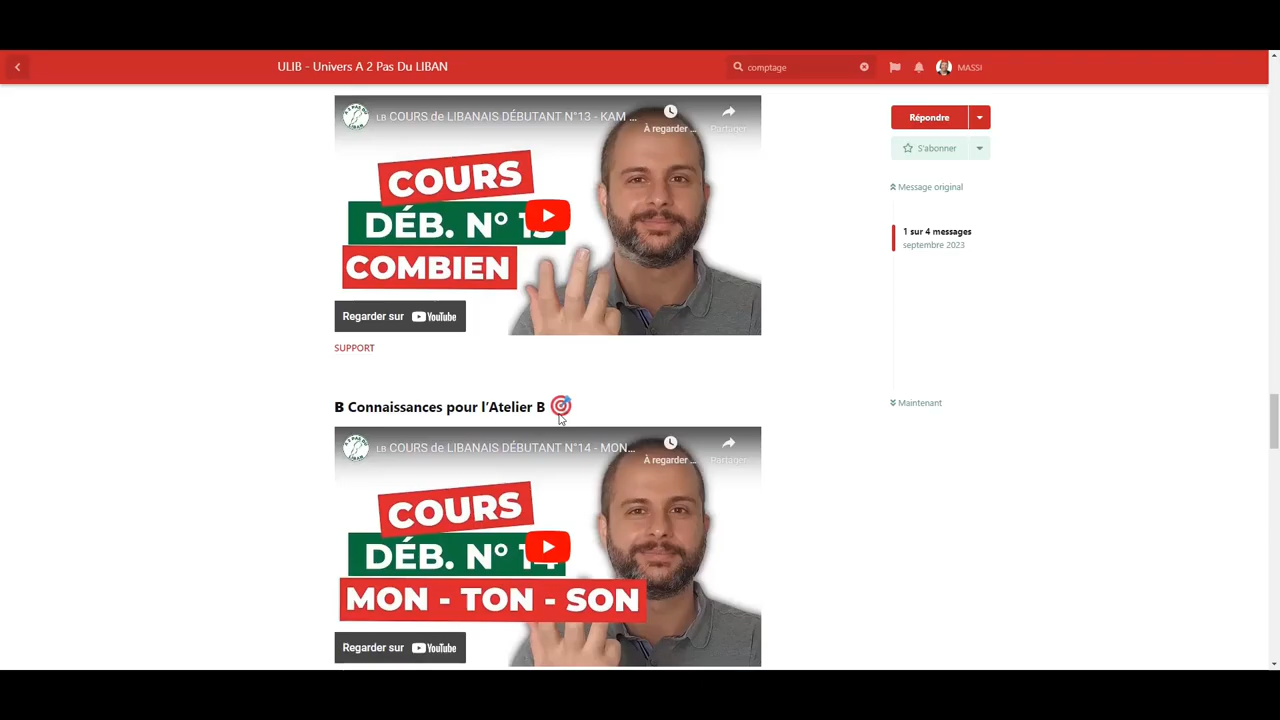 ULIB - Univers A 2 Pas Du LIBAN
comptage
MASSI
LB COURS de LIBANAIS DÉBUTANT N°13 - KAM ...
À regarder ...
Partager
COURS
DÉB. N° 13
COMBIEN
Regarder sur YouTube
SUPPORT
Répondre
S'abonner
Message original
1 sur 4 messages
septembre 2023
Maintenant
B Connaissances pour l'Atelier B
LB COURS de LIBANAIS DÉBUTANT N°14 - MON...
À regarder ...
Partager
COURS
DÉB. N° 14
MON - TON - SON
Regarder sur YouTube